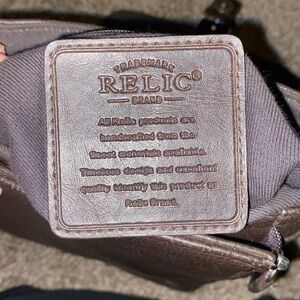 TRADEMARK
RELIC®
BRAND
All Relic products are
handcrafted from the
finest materials available.
Timeless design and excellent
quality identify this product as
Relic Brand.